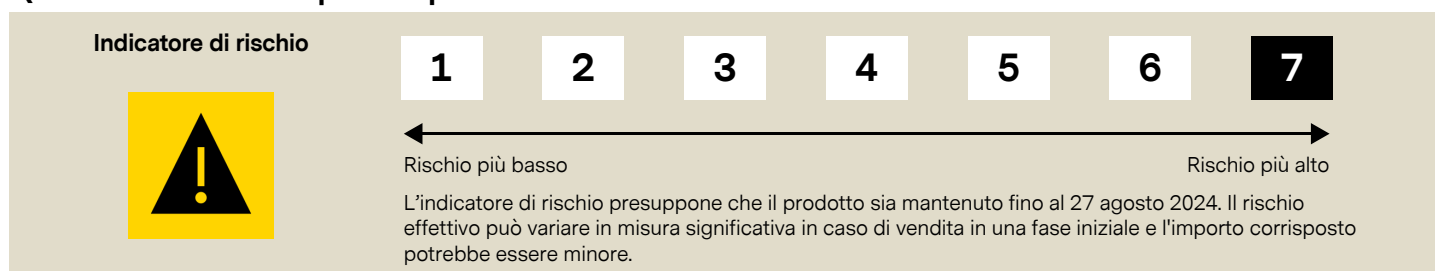 Indicatore di rischio
1 2 3 4 5 6 7
Rischio più basso Rischio più alto
L'indicatore di rischio presuppone che il prodotto sia mantenuto fino al 27 agosto 2024. Il rischio
effettivo può variare in misura significativa in caso di vendita in una fase iniziale e l'importo corrisposto
potrebbe essere minore.